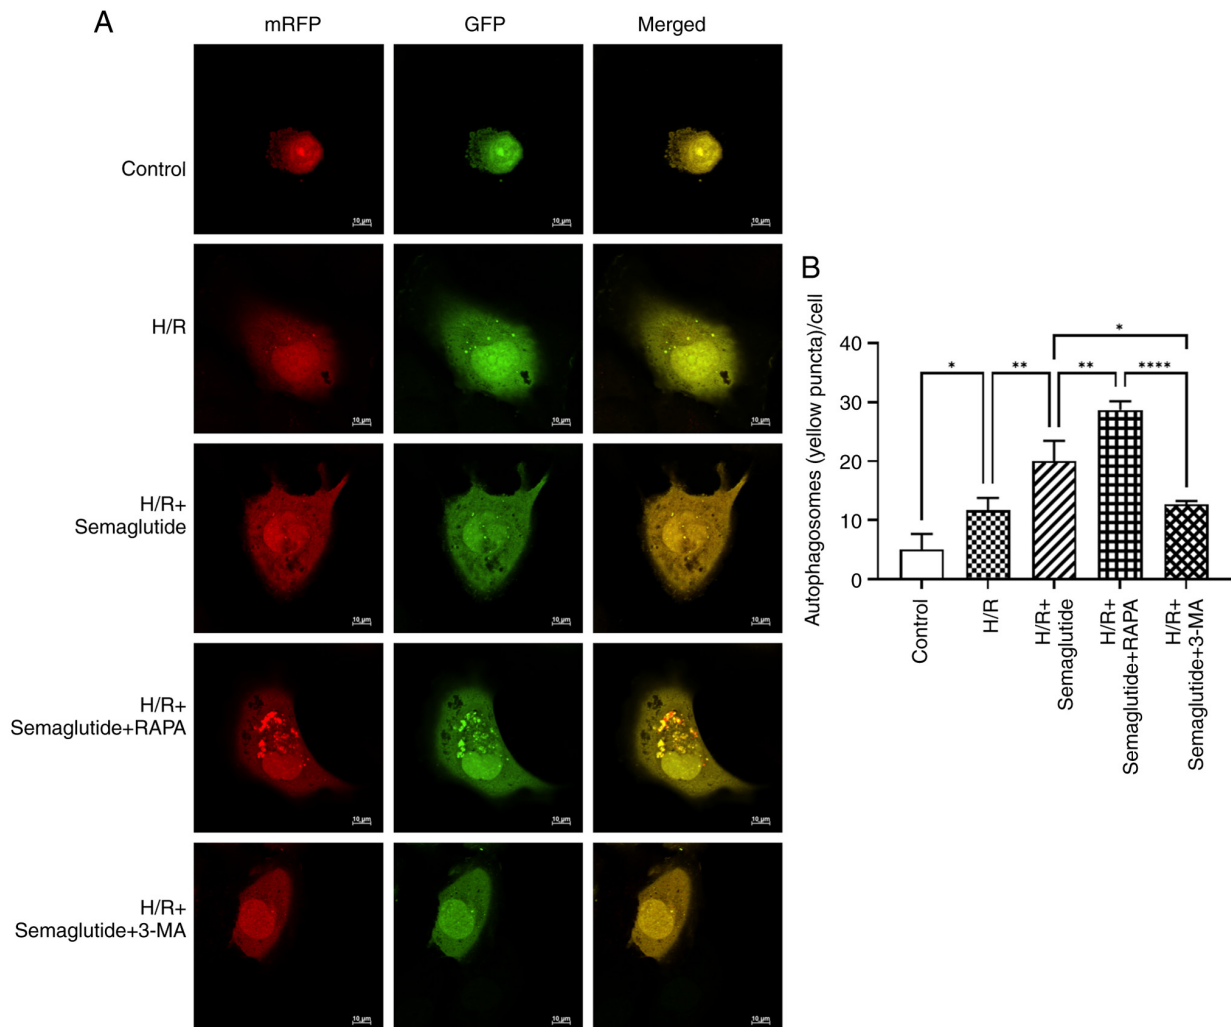 A
mRFP GFP Merged
Control
10 µm 10 µm 10 µm
H/R
10 µm 10 µm 10 µm
H/R+
Semaglutide
10 µm 10 µm 10 µm
H/R+
Semaglutide+RAPA
10 µm 10 µm 10 µm
H/R+
Semaglutide+3-MA
10 µm 10 µm 10 µm
B
Autophagosomes (yellow puncta)/cell
40
30
20
10
0
*
* ** ** ****
Control
H/R
H/R+
Semaglutide
H/R+
Semaglutide+RAPA
H/R+
Semaglutide+3-MA